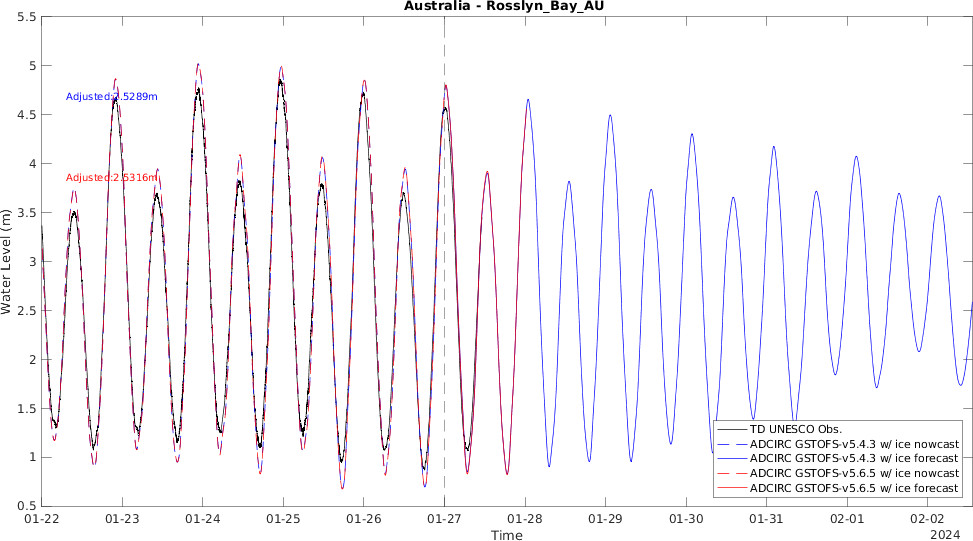 Australia - Rosslyn_Bay_AU
5.5
5
4.5
4
3.5
3
2.5
2
1.5
1
0.5
Water Level (m)
Adjusted:2.5289m
Adjusted:2.5316m
TD UNESCO Obs.
ADCIRC GSTOFS-v5.4.3 w/ ice nowcast
ADCIRC GSTOFS-v5.4.3 w/ ice forecast
ADCIRC GSTOFS-v5.6.5 w/ ice nowcast
ADCIRC GSTOFS-v5.6.5 w/ ice forecast
01-22 01-23 01-24 01-25 01-26 01-27 01-28 01-29 01-30 01-31 02-01 02-02
Time
2024